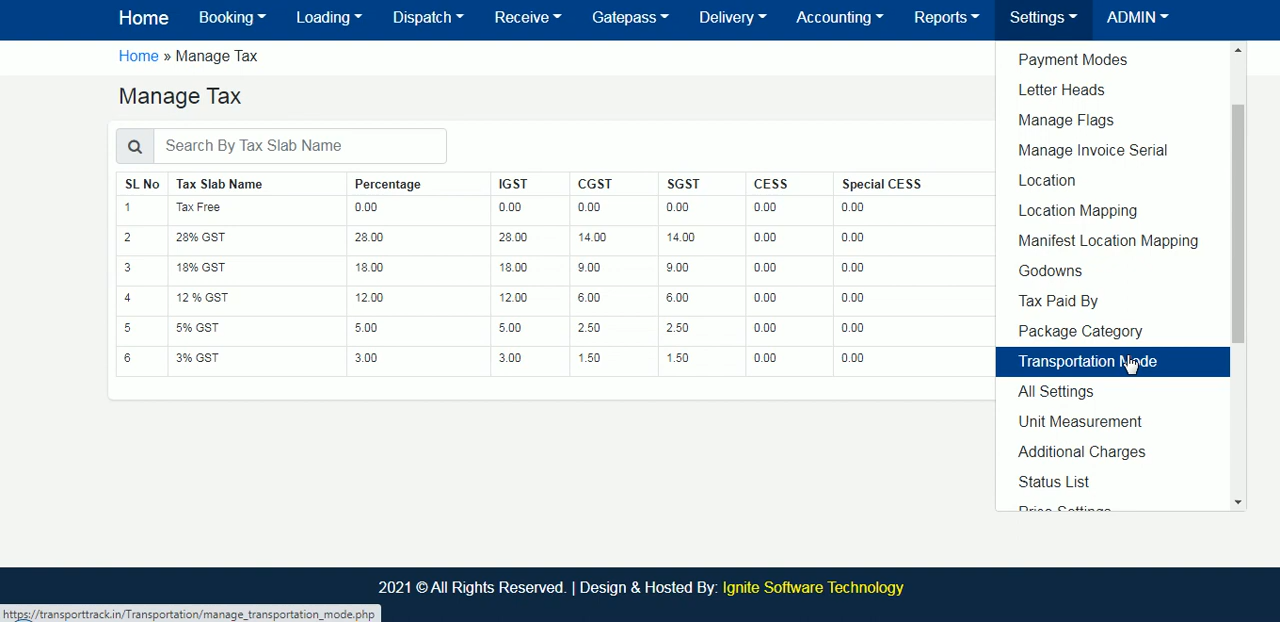 Home Booking Loading Dispatch Receive Gatepass Delivery Accounting Reports Settings ADMIN
Home » Manage Tax
Manage Tax
Search By Tax Slab Name
SL No Tax Slab Name Percentage IGST CGST SGST CESS Special CESS
1 Tax Free 0.00 0.00 0.00 0.00 0.00 0.00
2 28% GST 28.00 28.00 14.00 14.00 0.00 0.00
3 18% GST 18.00 18.00 9.00 9.00 0.00 0.00
4 12 % GST 12.00 12.00 6.00 6.00 0.00 0.00
5 5% GST 5.00 5.00 2.50 2.50 0.00 0.00
6 3% GST 3.00 3.00 1.50 1.50 0.00 0.00
Payment Modes
Letter Heads
Manage Flags
Manage Invoice Serial
Location
Location Mapping
Manifest Location Mapping
Godowns
Tax Paid By
Package Category
Transportation Mode
All Settings
Unit Measurement
Additional Charges
Status List
Price Settings
2021 © All Rights Reserved. | Design & Hosted By: Ignite Software Technology
https://transporttrack.in/Transportation/manage_transportation_mode.php